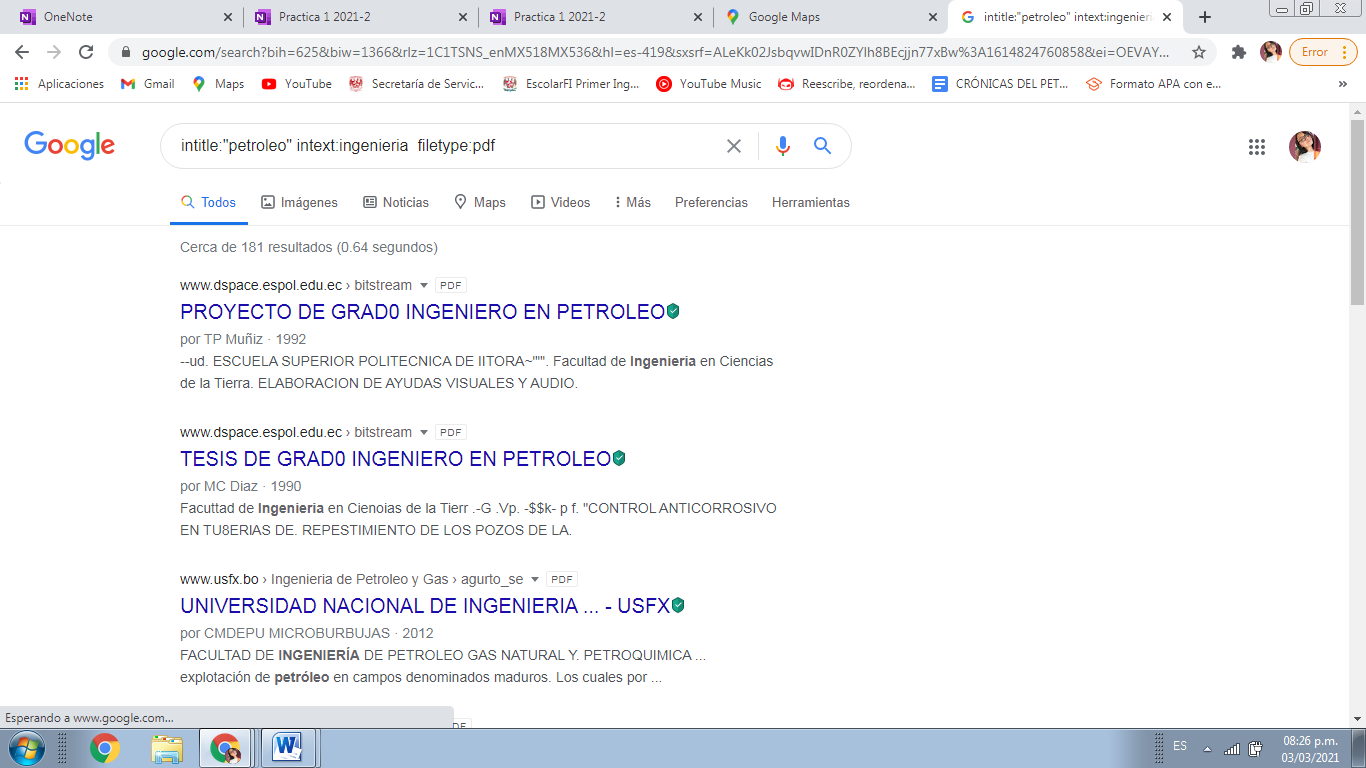 OneNote
Practica 1 2021-2
Practica 1 2021-2
Google Maps
intitle:"petroleo" intext:ingenieri
google.com/search?bih=625&biw=1366&rlz=1C1TSNS_enMX518MX536&hl=es-419&sxsrf=ALeKk02JsbqvwIDnR0ZYIh8BEcjjn77xBw%3A1614824760858&ei=OEVAY...
Error
Aplicaciones
Gmail
Maps
YouTube
Secretaría de Servic...
EscolarFI Primer Ing...
YouTube Music
Reescribe, reordena...
CRÓNICAS DEL PET...
Formato APA con e...
»
Google
intitle:"petroleo" intext:ingenieria filetype:pdf
Todos
Imágenes
Noticias
Maps
Videos
Más
Preferencias
Herramientas
Cerca de 181 resultados (0.64 segundos)
www.dspace.espol.edu.ec › bitstream PDF
PROYECTO DE GRAD0 INGENIERO EN PETROLEO
por TP Muñiz · 1992
--ud. ESCUELA SUPERIOR POLITECNICA DE IITORA~"'". Facultad de Ingenieria en Ciencias
de la Tierra. ELABORACION DE AYUDAS VISUALES Y AUDIO.
www.dspace.espol.edu.ec › bitstream PDF
TESIS DE GRAD0 INGENIERO EN PETROLEO
por MC Diaz · 1990
Facuttad de Ingenieria en Cienoias de la Tierr .-G .Vp. -$$k- p f. "CONTROL ANTICORROSIVO
EN TU8ERIAS DE. REPESTIMIENTO DE LOS POZOS DE LA.
www.usfx.bo › Ingenieria de Petroleo y Gas › agurto_se PDF
UNIVERSIDAD NACIONAL DE INGENIERIA ... - USFX
por CMDEPU MICROBURBUJAS · 2012
FACULTAD DE INGENIERÍA DE PETROLEO GAS NATURAL Y. PETROQUIMICA ...
explotación de petróleo en campos denominados maduros. Los cuales por ...
Esperando a www.google.com...
ES
08:26 p.m.
03/03/2021